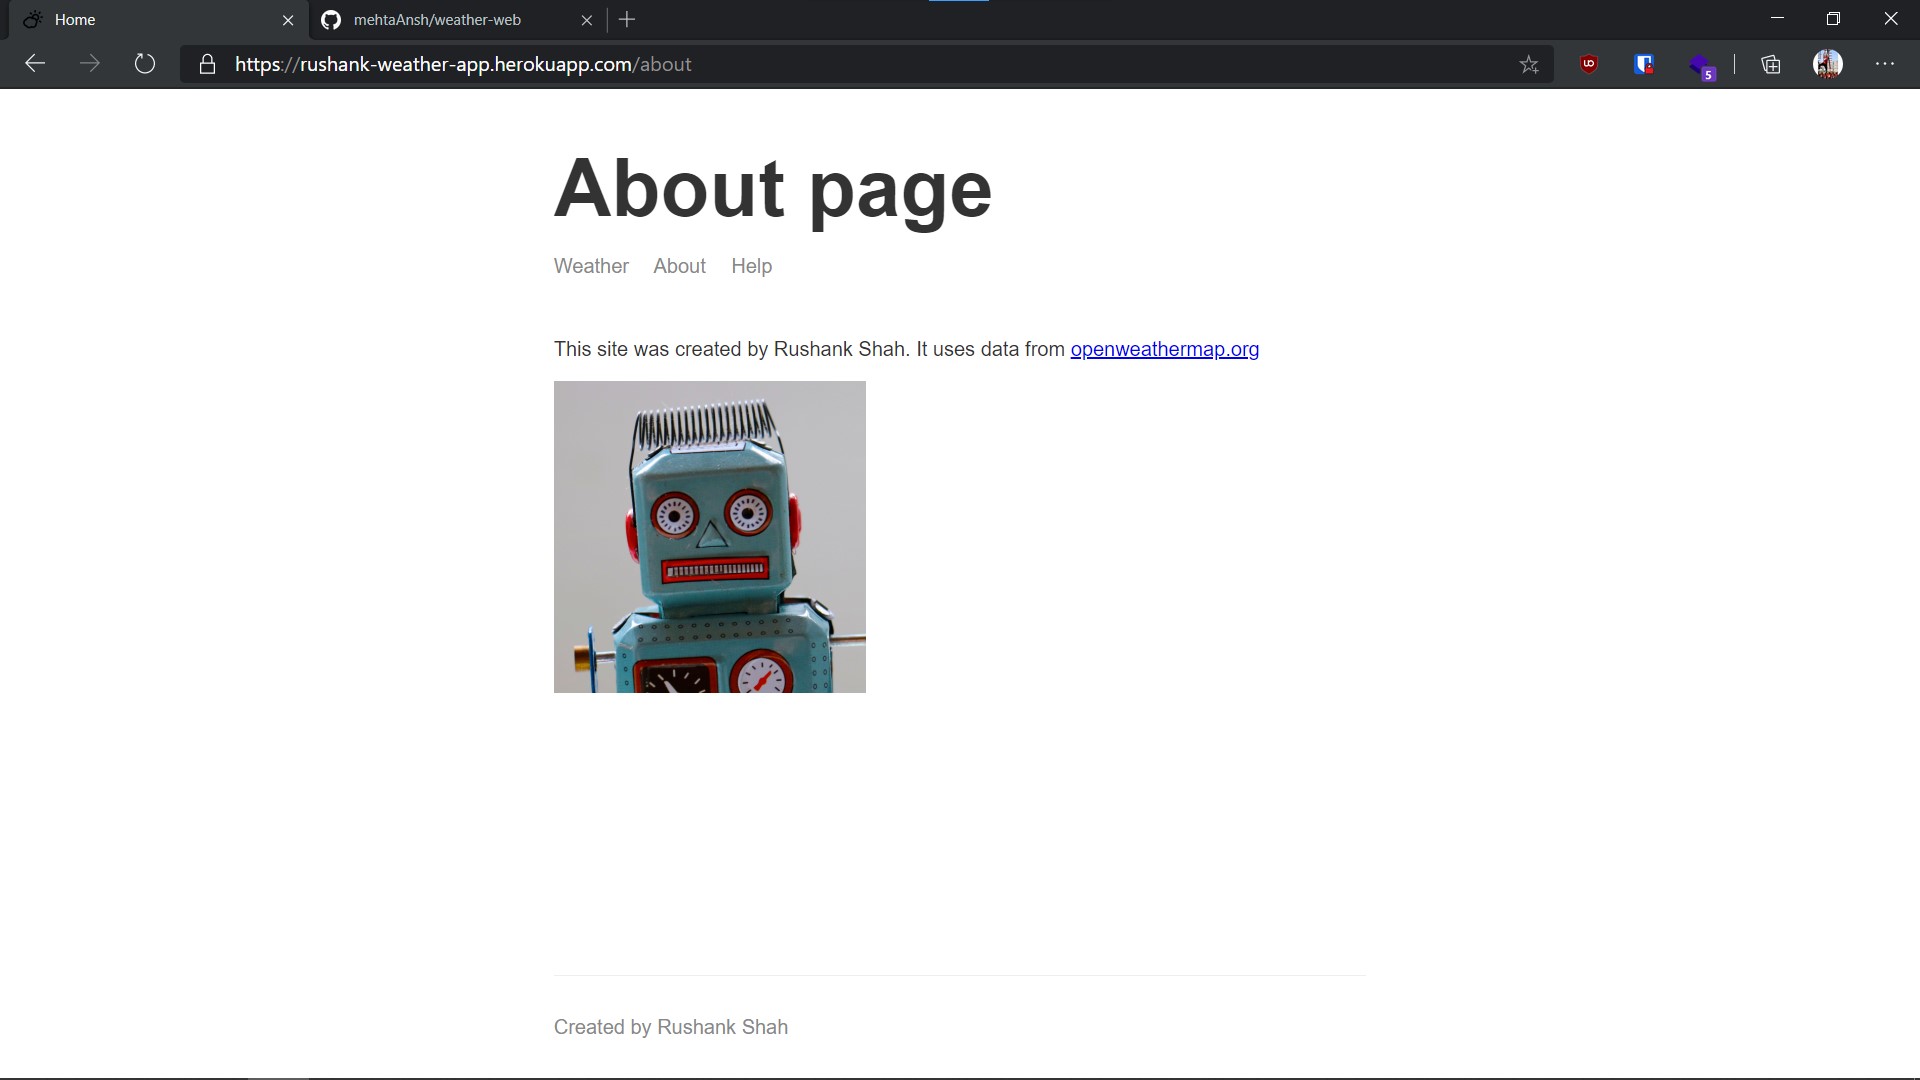 Home
mehtaAnsh/weather-web
https://rushank-weather-app.herokuapp.com/about
5
About page
Weather About Help
This site was created by Rushank Shah. It uses data from openweathermap.org
Created by Rushank Shah